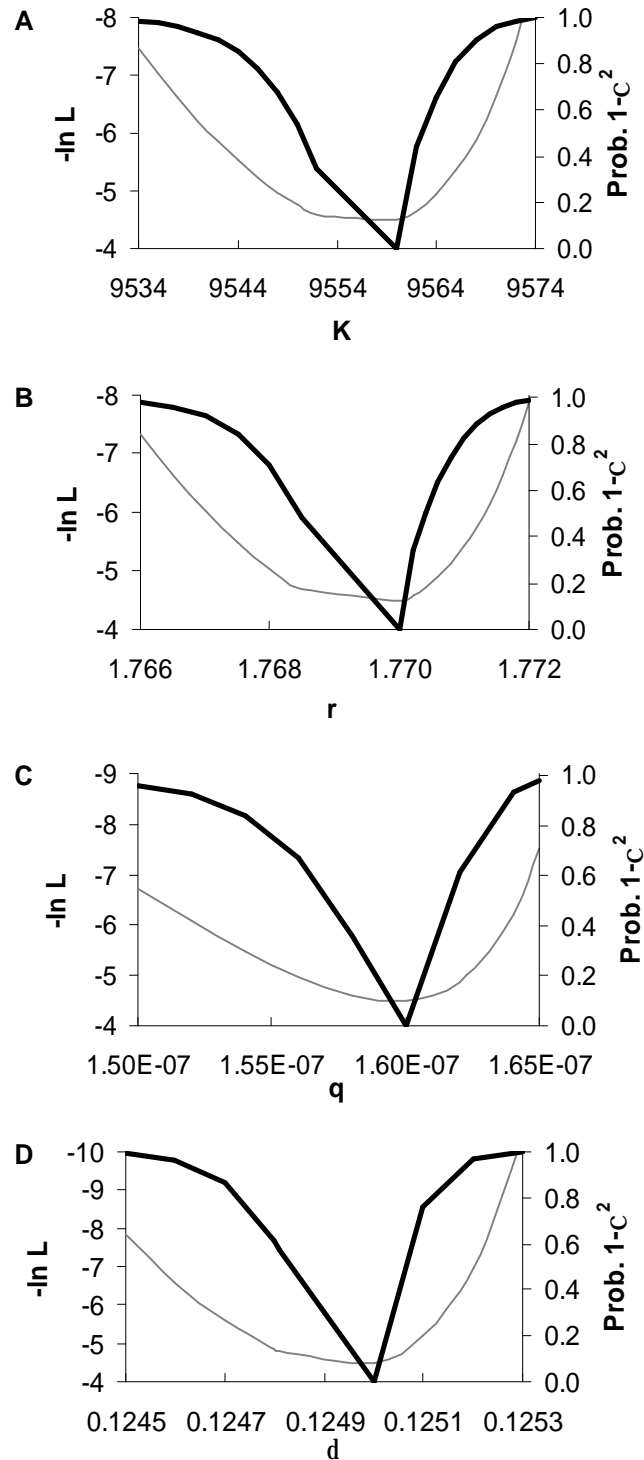 A
-8
-7
-6
-5
-4
-ln L
1.0
0.8
0.6
0.4
0.2
0.0
Prob. 1-c²
9534 9544 9554 9564 9574
K
B
-8
-7
-6
-5
-4
-ln L
1.0
0.8
0.6
0.4
0.2
0.0
Prob. 1-c²
1.766 1.768 1.770 1.772
r
C
-9
-8
-7
-6
-5
-4
-ln L
1.0
0.8
0.6
0.4
0.2
0.0
Prob. 1-c²
1.50E-07 1.55E-07 1.60E-07 1.65E-07
q
D
-10
-9
-8
-7
-6
-5
-4
-ln L
1.0
0.8
0.6
0.4
0.2
0.0
Prob. 1-c²
0.1245 0.1247 0.1249 0.1251 0.1253
d